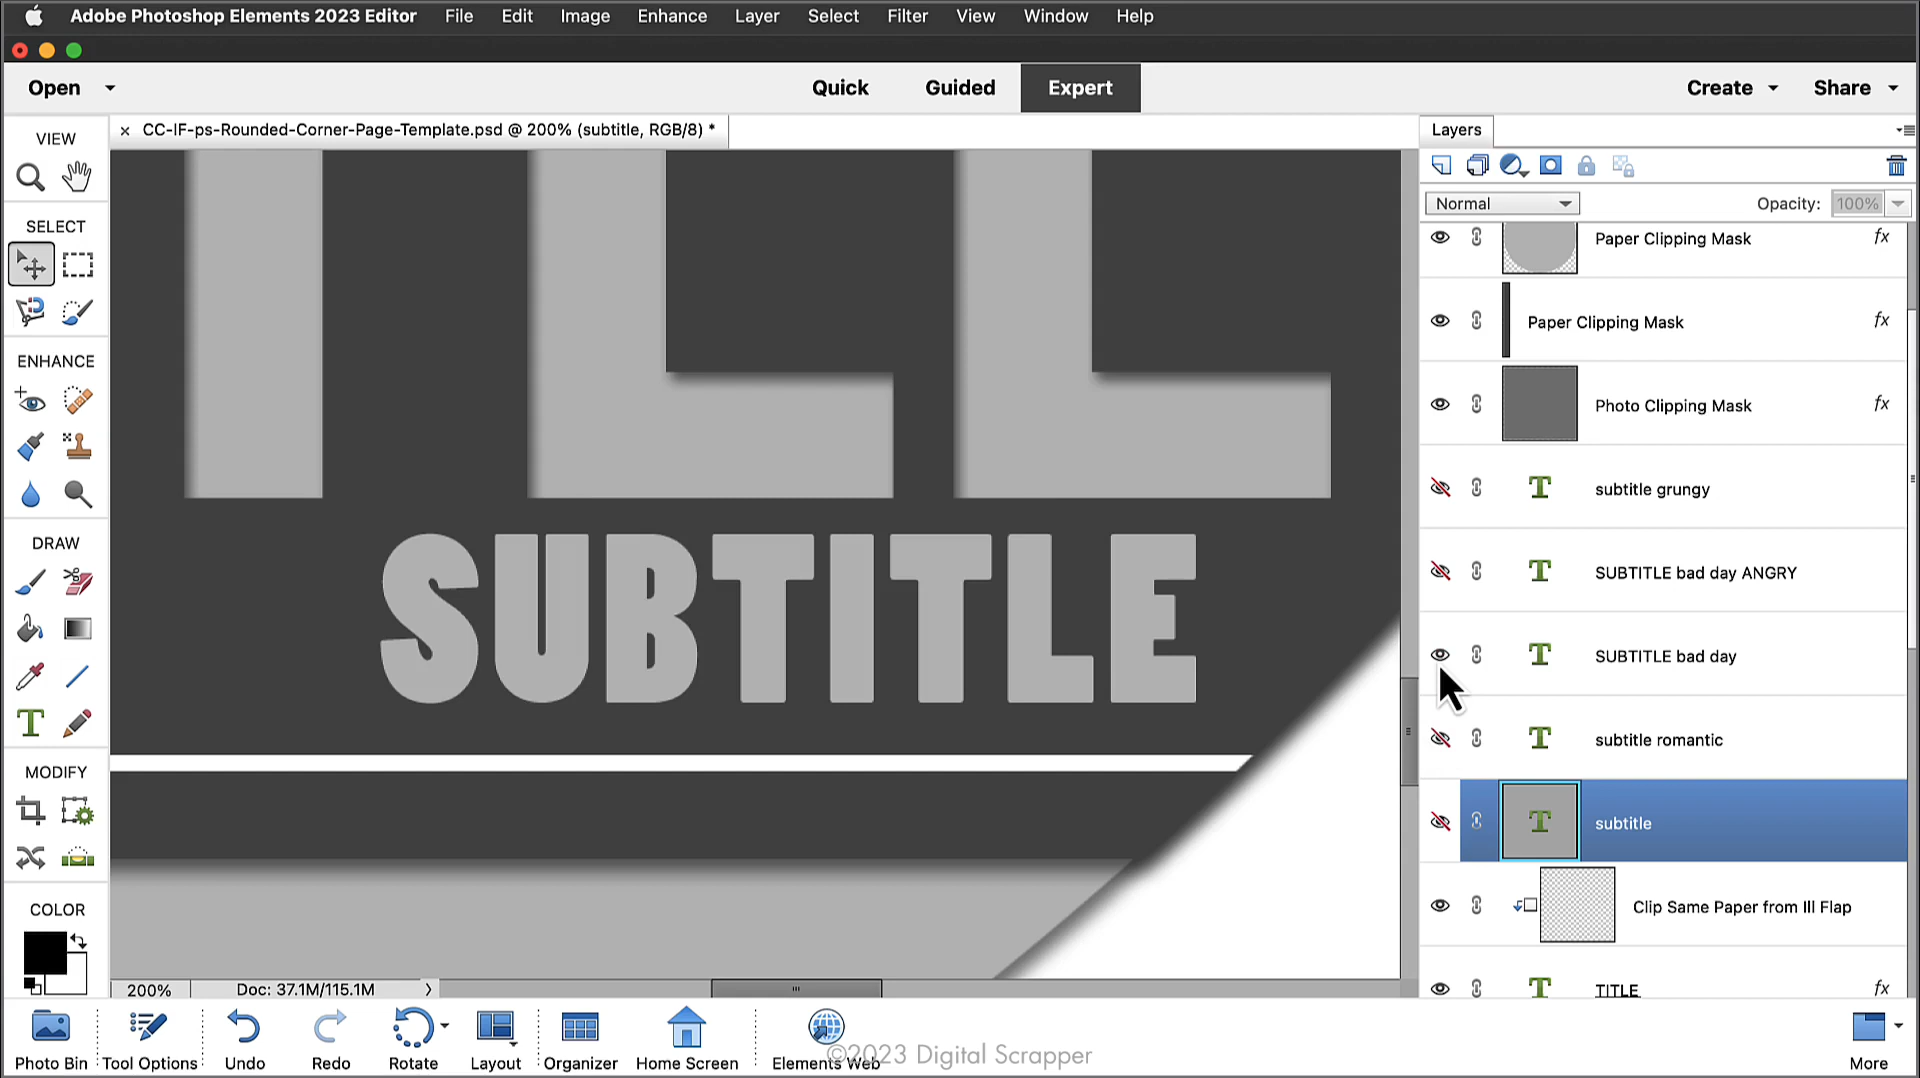 Adobe Photoshop Elements 2023 Editor File Edit Image Enhance Layer Select Filter View Window Help
Open Quick Guided Expert Create Share
VIEW
× CC-IF-ps-Rounded-Corner-Page-Template.psd @ 200% (subtitle, RGB/8) *
Layers
Normal Opacity: 100%
SELECT
Paper Clipping Mask fx
Paper Clipping Mask fx
ENHANCE
Photo Clipping Mask fx
subtitle grungy
DRAW
SUBTITLE bad day ANGRY
SUBTITLE
SUBTITLE bad day
subtitle romantic
MODIFY
subtitle
COLOR
Clip Same Paper from Ill Flap
200% Doc: 37.1M/115.1M
TITLE fx
Photo Bin Tool Options Undo Redo Rotate Layout Organizer Home Screen Elements Web More
©2023 Digital Scrapper